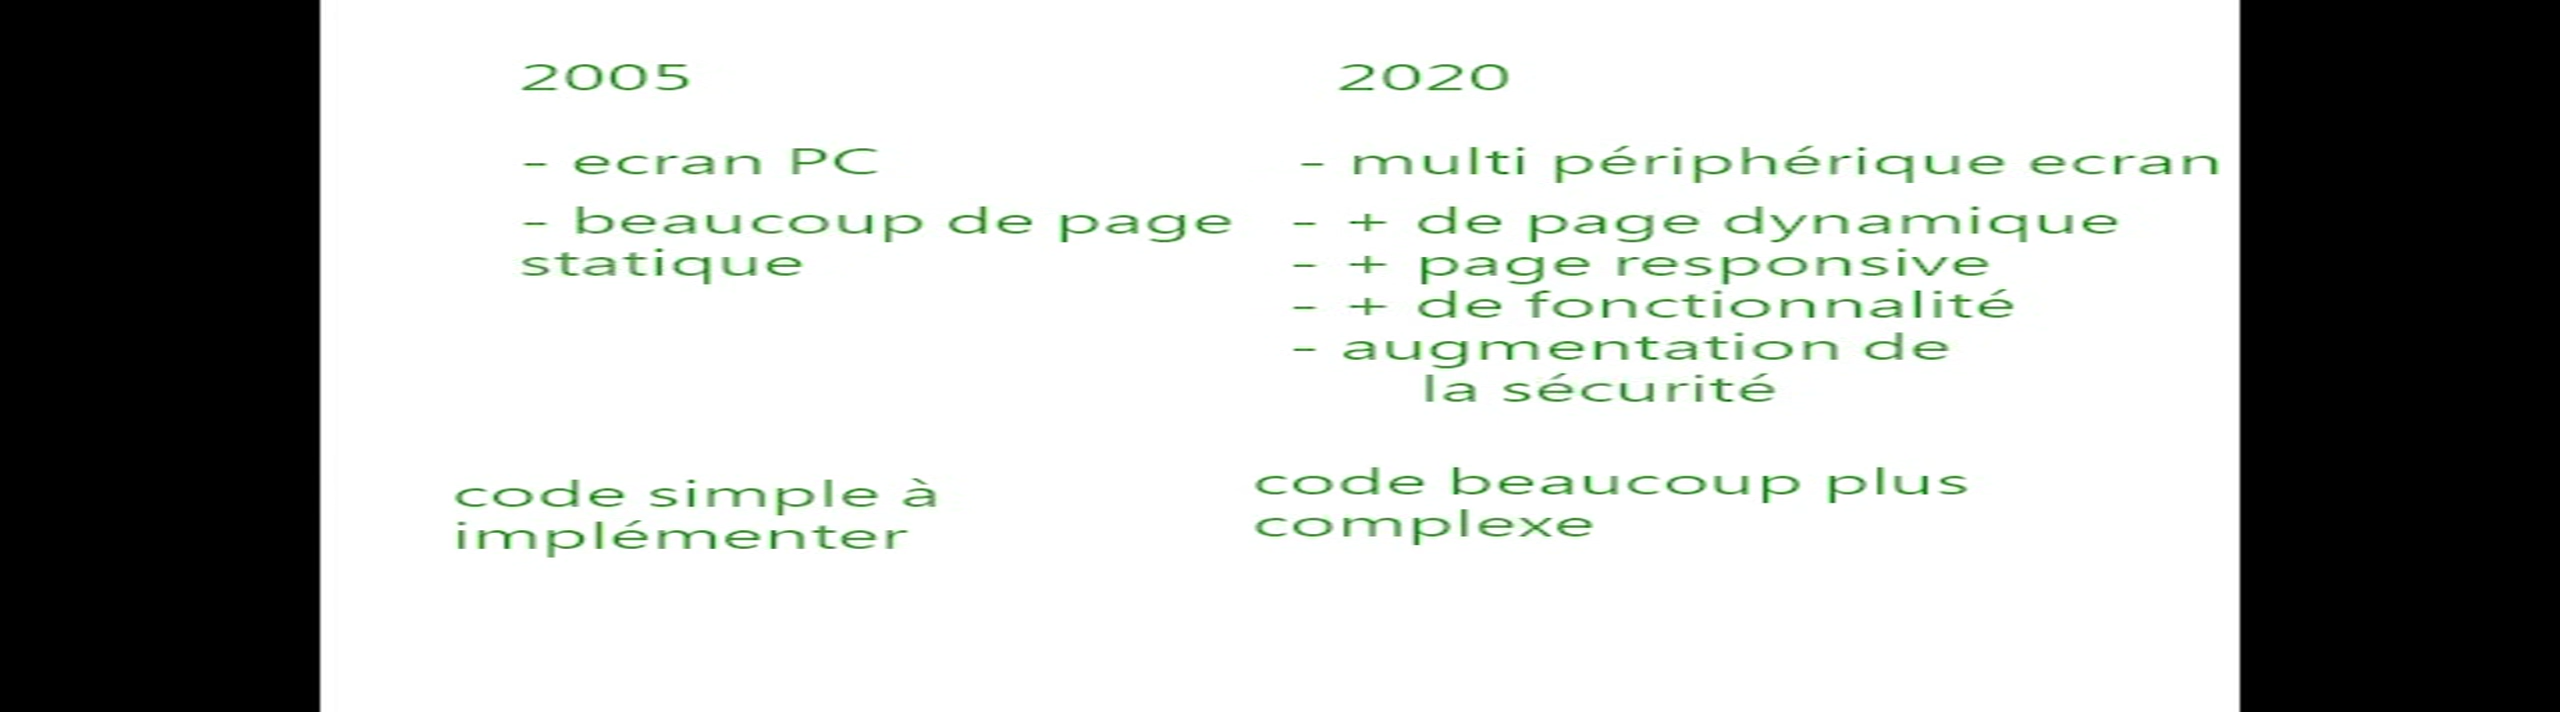 2005
- ecran PC
- beaucoup de page
statique
code simple à
implémenter
2020
- multi périphérique ecran
- + de page dynamique
- + page responsive
- + de fonctionnalité
- augmentation de
la sécurité
code beaucoup plus
complexe